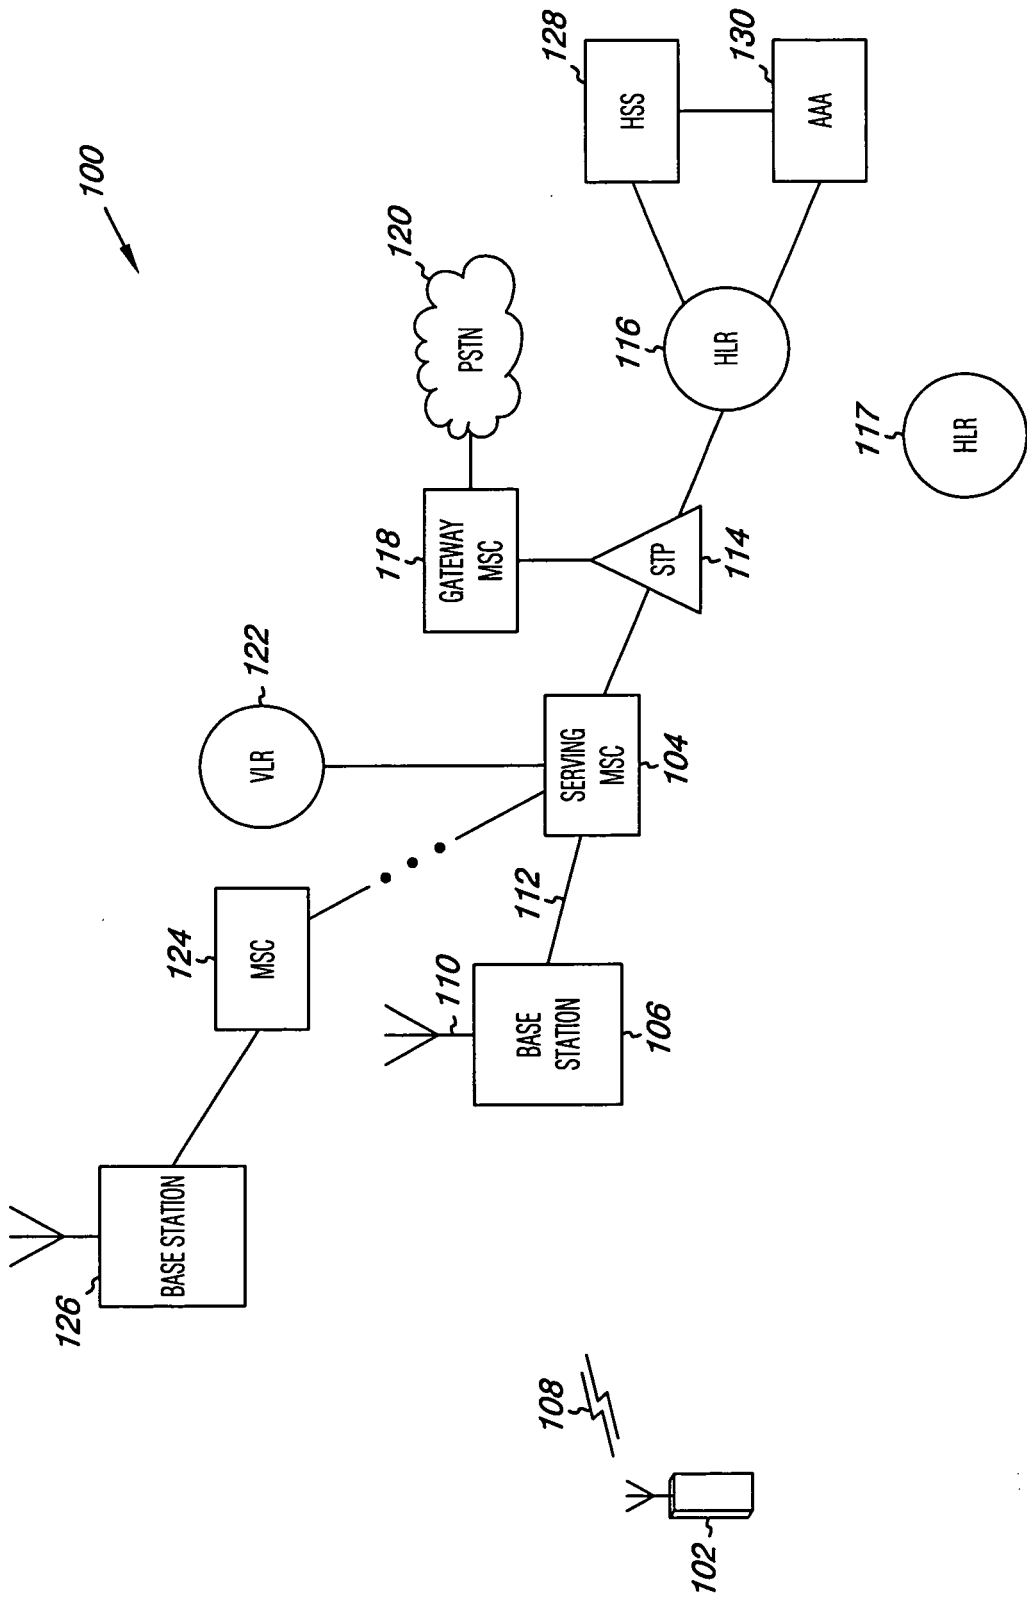 100
126
BASE STATION
124
MSC
VLR
122
110
BASE
STATION
106
112
SERVING
MSC
104
118
GATEWAY
MSC
120
PSTN
STP
114
116
HLR
117
HLR
128
HSS
130
AAA
108
102